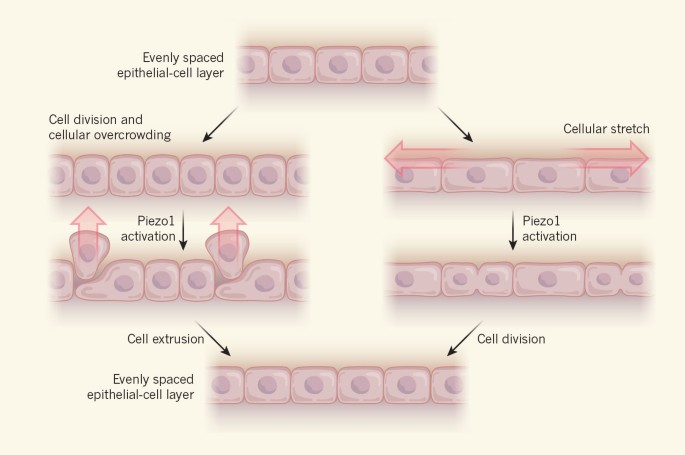 Evenly spaced
epithelial-cell layer
Cell division and
cellular overcrowding
Cellular stretch
Piezo1
activation
Piezo1
activation
Cell extrusion
Cell division
Evenly spaced
epithelial-cell layer